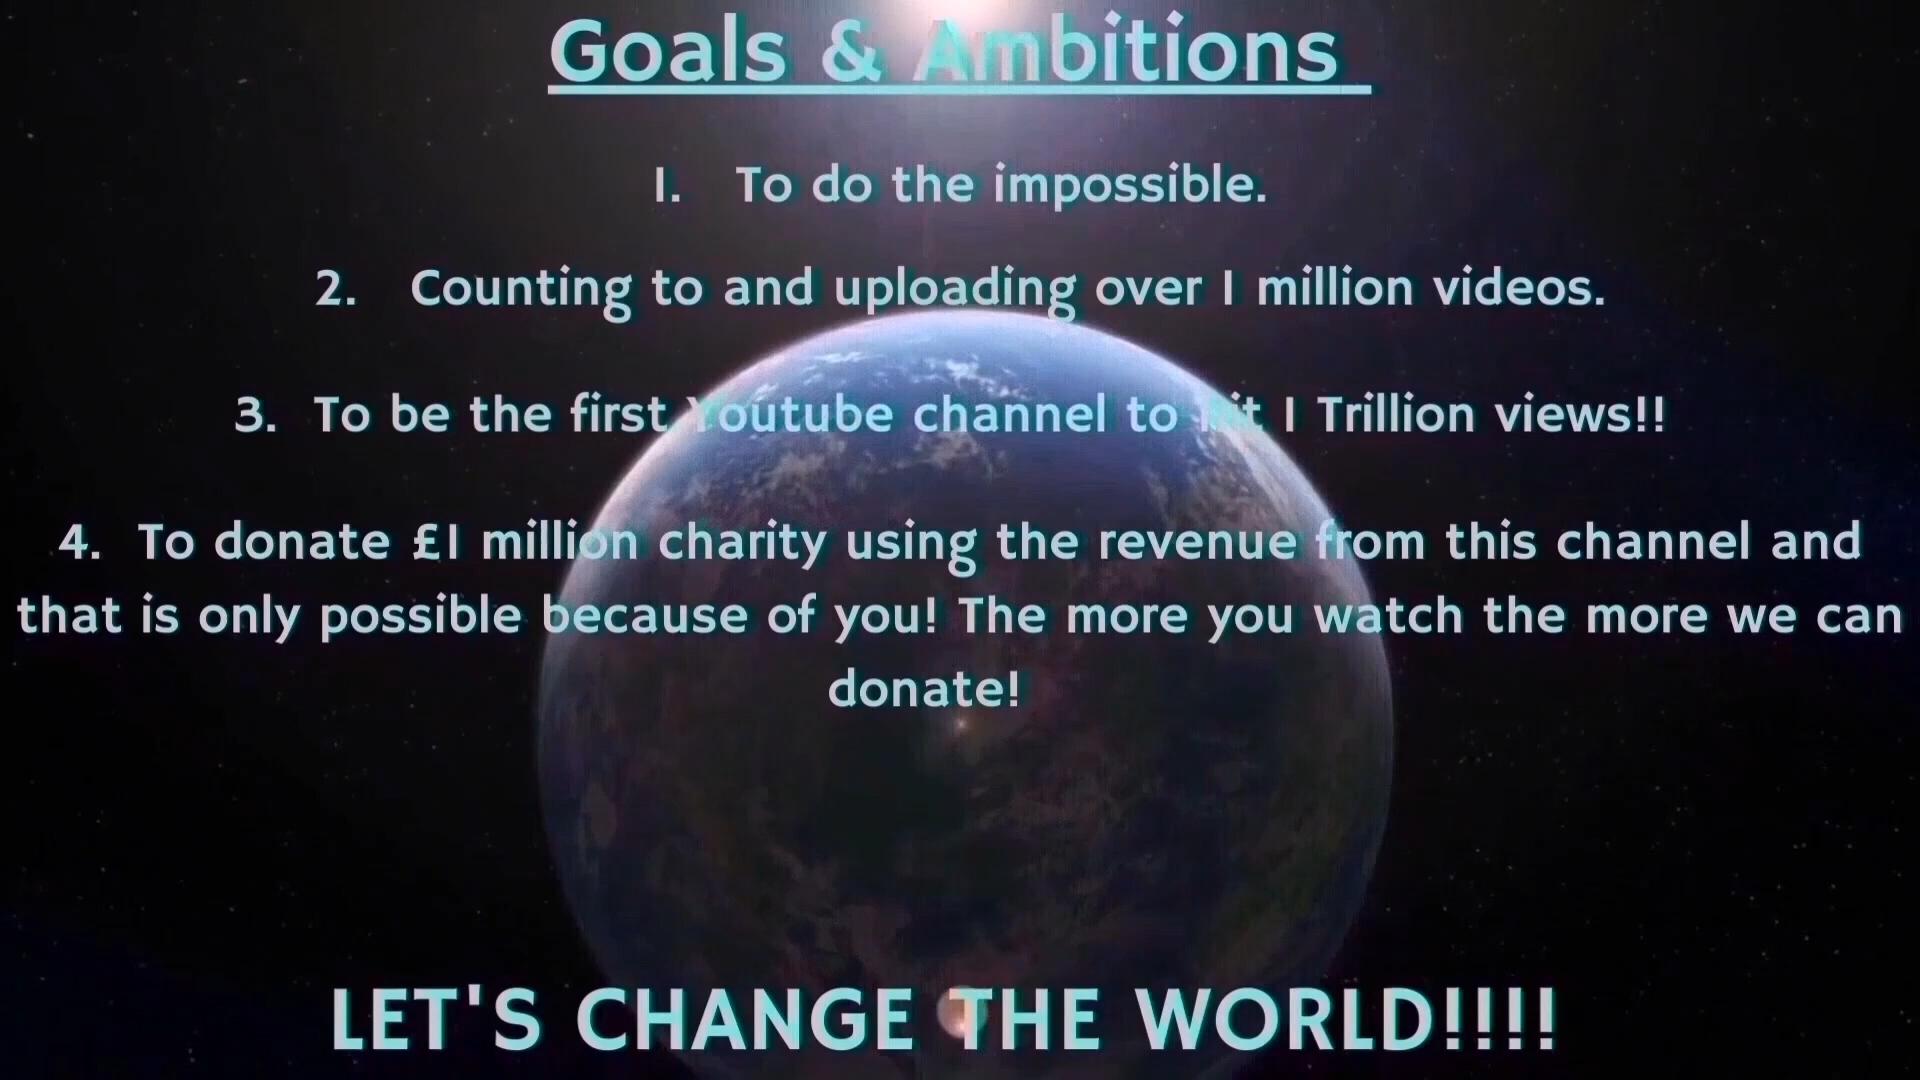 Goals & Ambitions
1. To do the impossible.
2. Counting to and uploading over 1 million videos.
3. To be the first Youtube channel to hit 1 Trillion views!!
4. To donate £1 million charity using the revenue from this channel and
that is only possible because of you! The more you watch the more we can
donate!
LET'S CHANGE THE WORLD!!!!